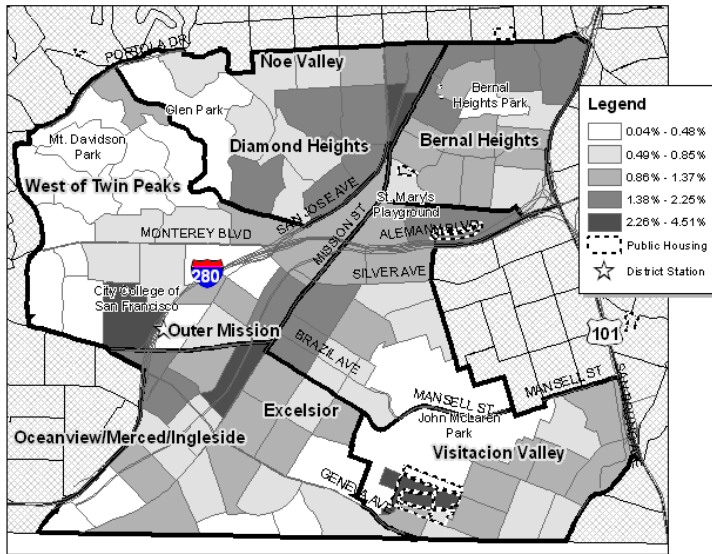 PORTOLA DR
Noe Valley
Glen Park
Bernal
Heights Park
Mt. Davidson
Park
Diamond Heights
Bernal Heights
West of Twin Peaks
SAN JOSE AVE
St. Mary's
Playground
MONTEREY BLVD
MISSION ST
ALEMANY BLVD
280
SILVER AVE
City College of
San Francisco
Outer Mission
BRAZIL AVE
101
MANSELL ST
MANSELL ST
Excelsior
John McLaren
Park
Oceanview/Merced/Ingleside
Visitacion Valley
GENEVA AVE
Legend
0.04% - 0.48%
0.49% - 0.85%
0.86% - 1.37%
1.38% - 2.25%
2.26% - 4.51%
Public Housing
District Station